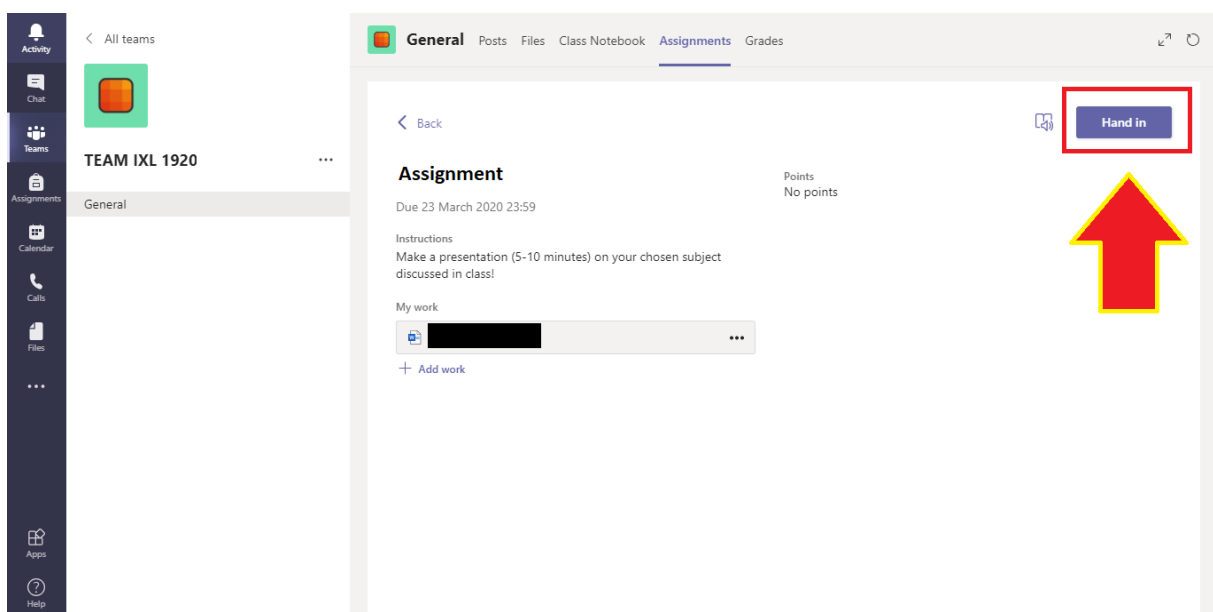 Activity
Chat
Teams
Assignments
Calendar
Calls
Files
Apps
Help
All teams
TEAM IXL 1920
General
General Posts Files Class Notebook Assignments Grades
Back
Hand in
Assignment
Due 23 March 2020 23:59
Points
No points
Instructions
Make a presentation (5-10 minutes) on your chosen subject
discussed in class!
My work
+ Add work